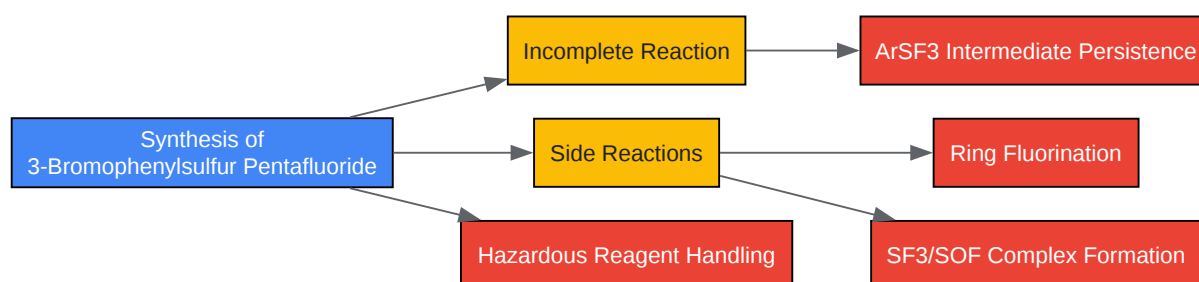 Incomplete Reaction
ArSF3 Intermediate Persistence
Synthesis of
3-Bromophenylsulfur Pentafluoride
Side Reactions
Ring Fluorination
Hazardous Reagent Handling
SF3/SOF Complex Formation